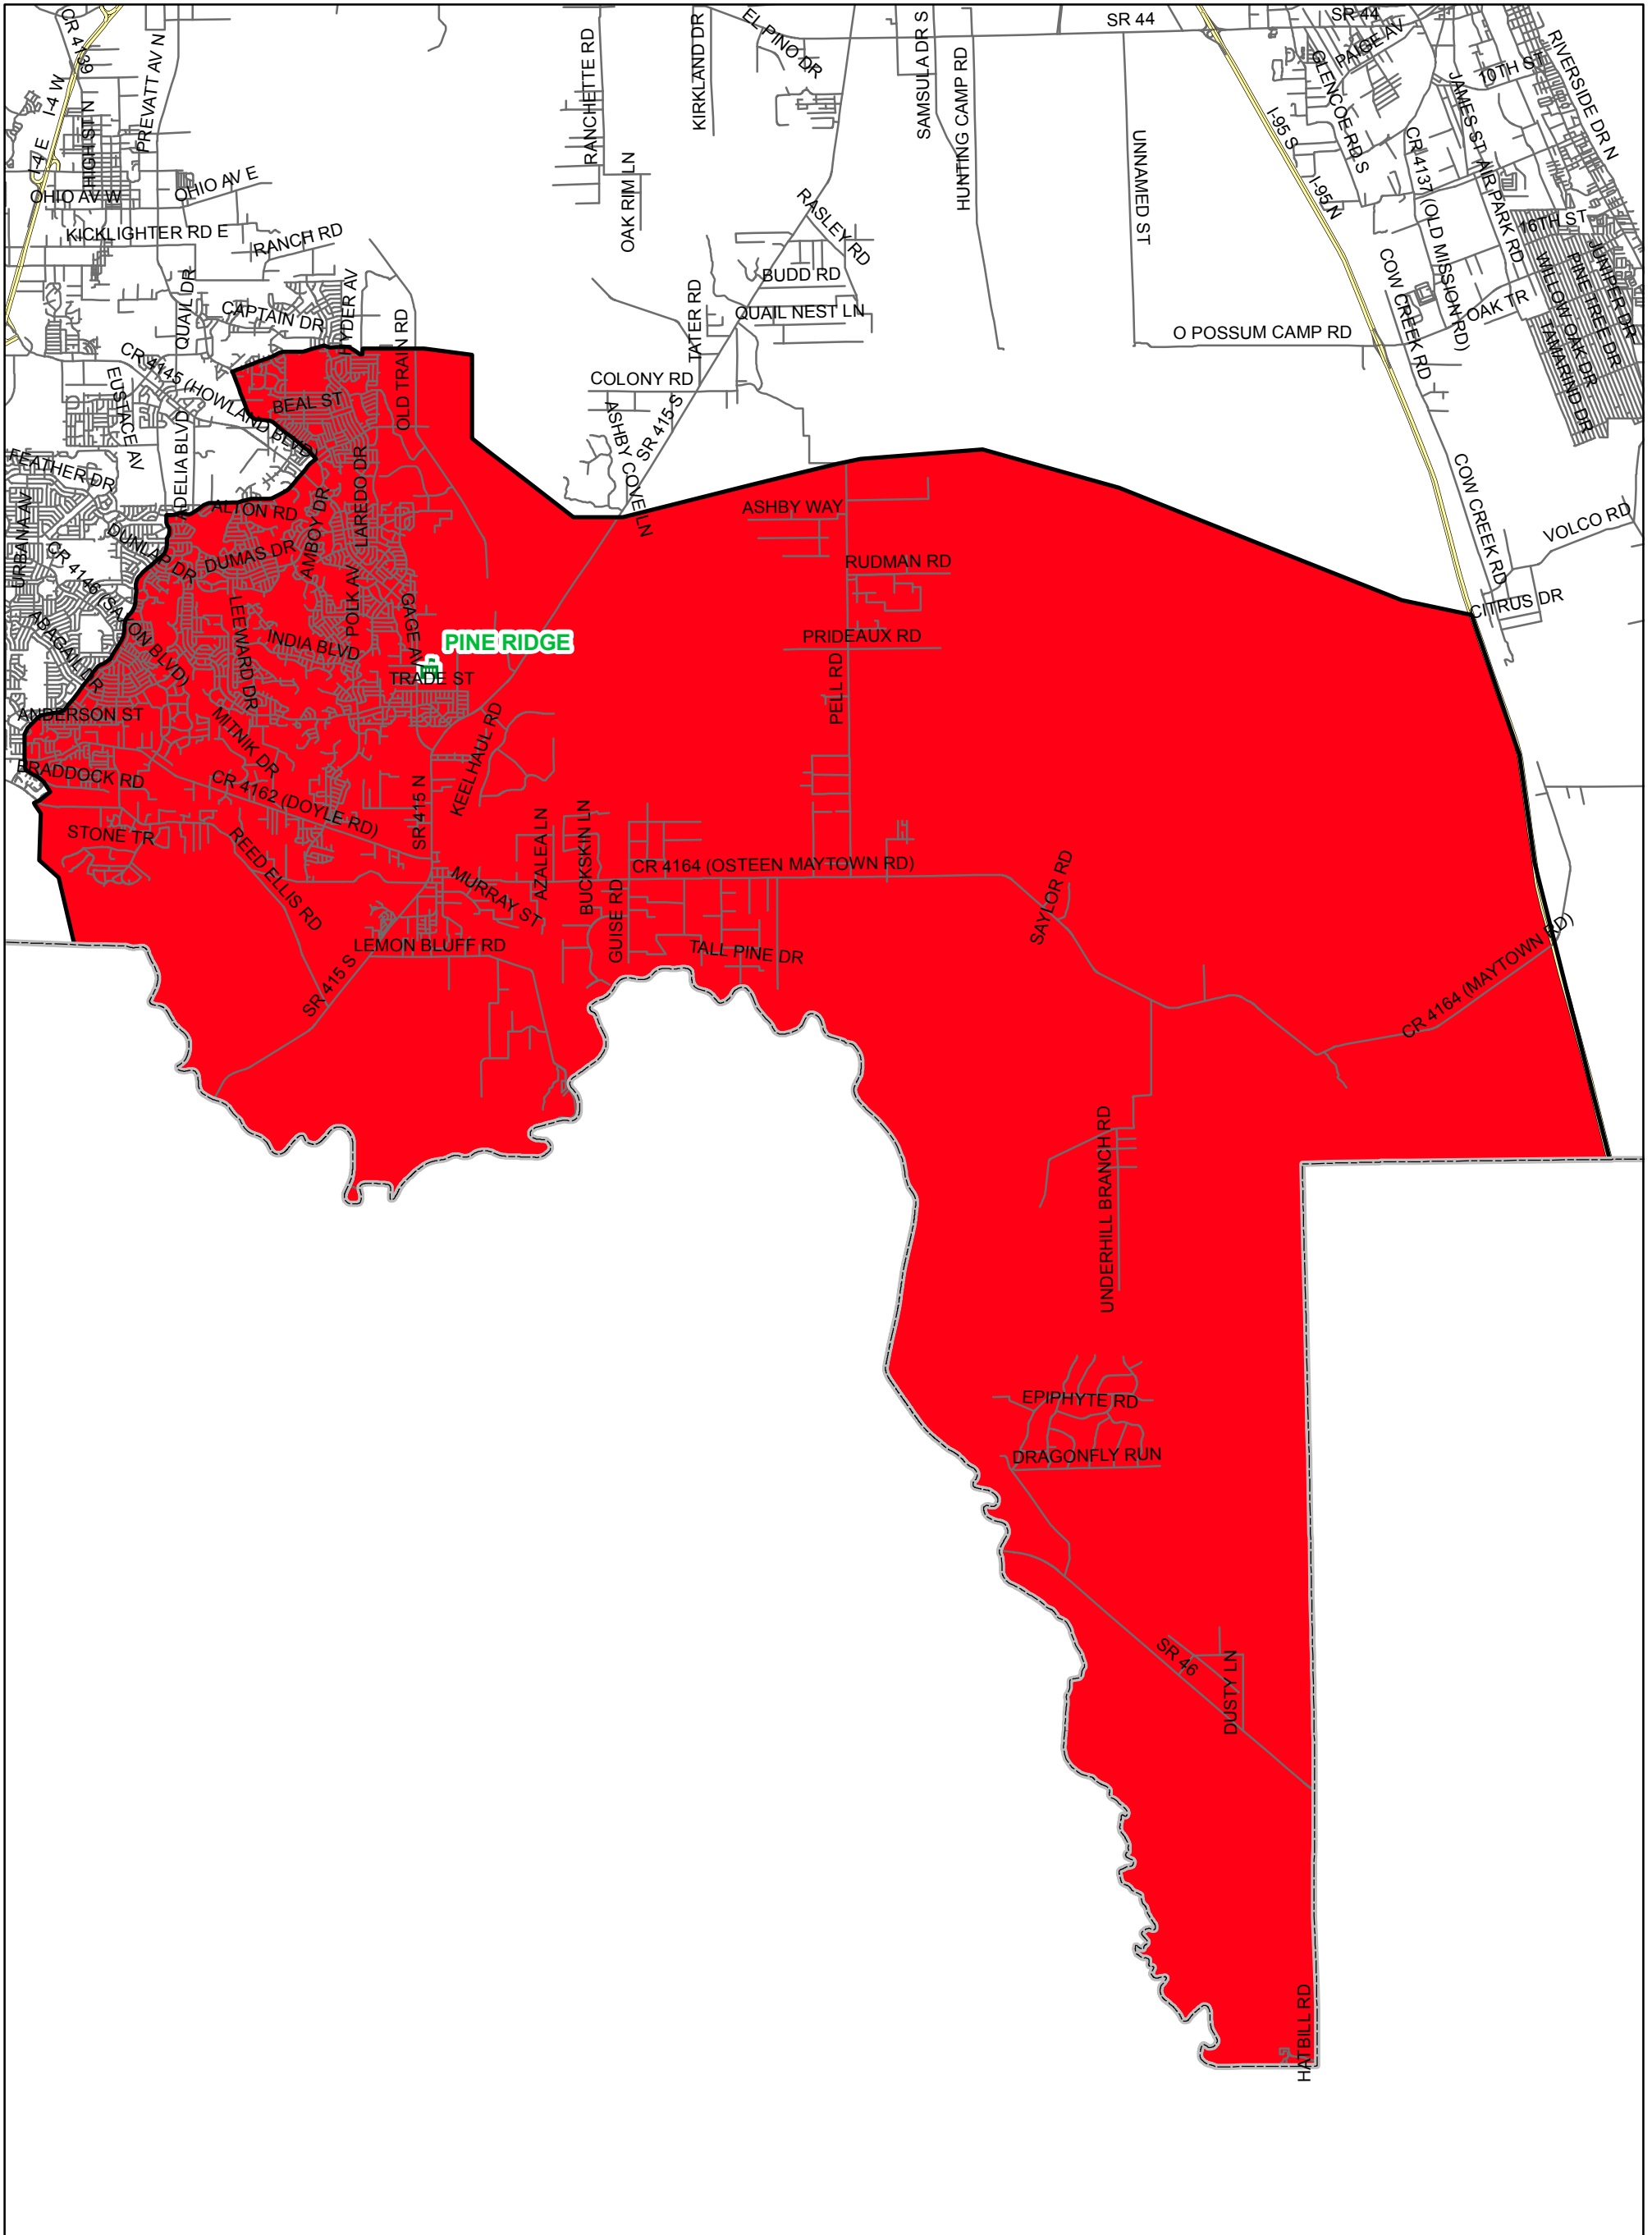 SR 44
SR 44
CR 4139
EL PINO DR
PAIGE AV
RIVERSIDE DR N
I-4 W
HIGH ST N
PREVATT AV N
RANCHETTE RD
KIRKLAND DR
SAMSULA DR S
HUNTING CAMP RD
GLENCOE RD S
JAMES ST
10TH ST
I-4 E
I-95 S
UNNAMED ST
CR 4137 (OLD MISSION RD)
AIR PARK RD
OHIO AV W
OHIO AV E
OAK RIM LN
I-95 N
KICKLIGHTER RD E
RANCH RD
RASLEY RD
16TH ST
BUDD RD
COW CREEK RD
WILLOW OAK DR
PINE TREE DR
JUNIPER DR
QUAIL DR
CAPTAIN DR
HYDER AV
OLD TRAIN RD
TATER RD
QUAIL NEST LN
O POSSUM CAMP RD
OAK TR
TAMARIND DR
CR 4145 (HOWLAND BLVD)
EUSTACE AV
COLONY RD
BEAL ST
ASHBY COVE LN
SR 415 S
ADELIA BLVD
FEATHER DR
LAREDO DR
COW CREEK RD
VOLCO RD
URBANA AV
ALTON RD
AMBOY DR
ASHBY WAY
DUNLAP DR
DUMAS DR
RUDMAN RD
CR 4146 (SAXON BLVD)
POLK AV
GAGE AV
CITRUS DR
ABAGAIL DR
LEEWARD DR
INDIA BLVD
PINE RIDGE
PRIDEAUX RD
TRADE ST
PELL RD
ANDERSON ST
MITNIK DR
KEELHAUL RD
BRADDOCK RD
CR 4162 (DOYLE RD)
SR 415 N
STONE TR
REED ELLIS RD
AZALEA LN
BUCKSKIN LN
CR 4164 (OSTEEN MAYTOWN RD)
MURRAY ST
GUISE RD
SAYLOR RD
LEMON BLUFF RD
TALL PINE DR
SR 415 S
CR 4164 (MAYTOWN RD)
UNDERHILL BRANCH RD
EPIPHYTE RD
DRAGONFLY RUN
SR 46
DUSTY LN
HATBILL RD